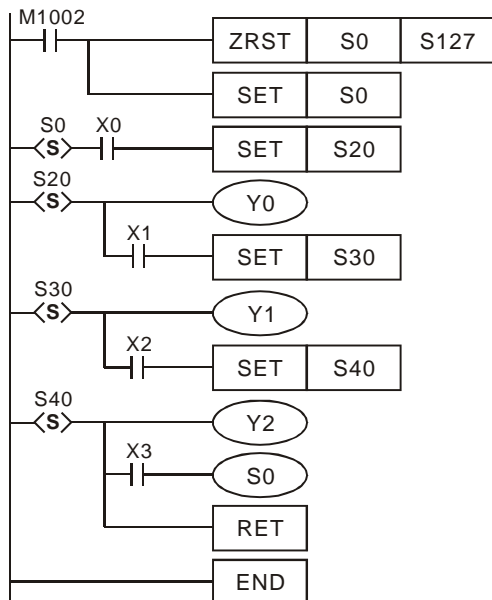 M1002
ZRST S0 S127
SET S0
S0 X0
S SET S20
S20
S Y0
X1
SET S30
S30
S Y1
X2
SET S40
S40
S Y2
X3
S0
RET
END